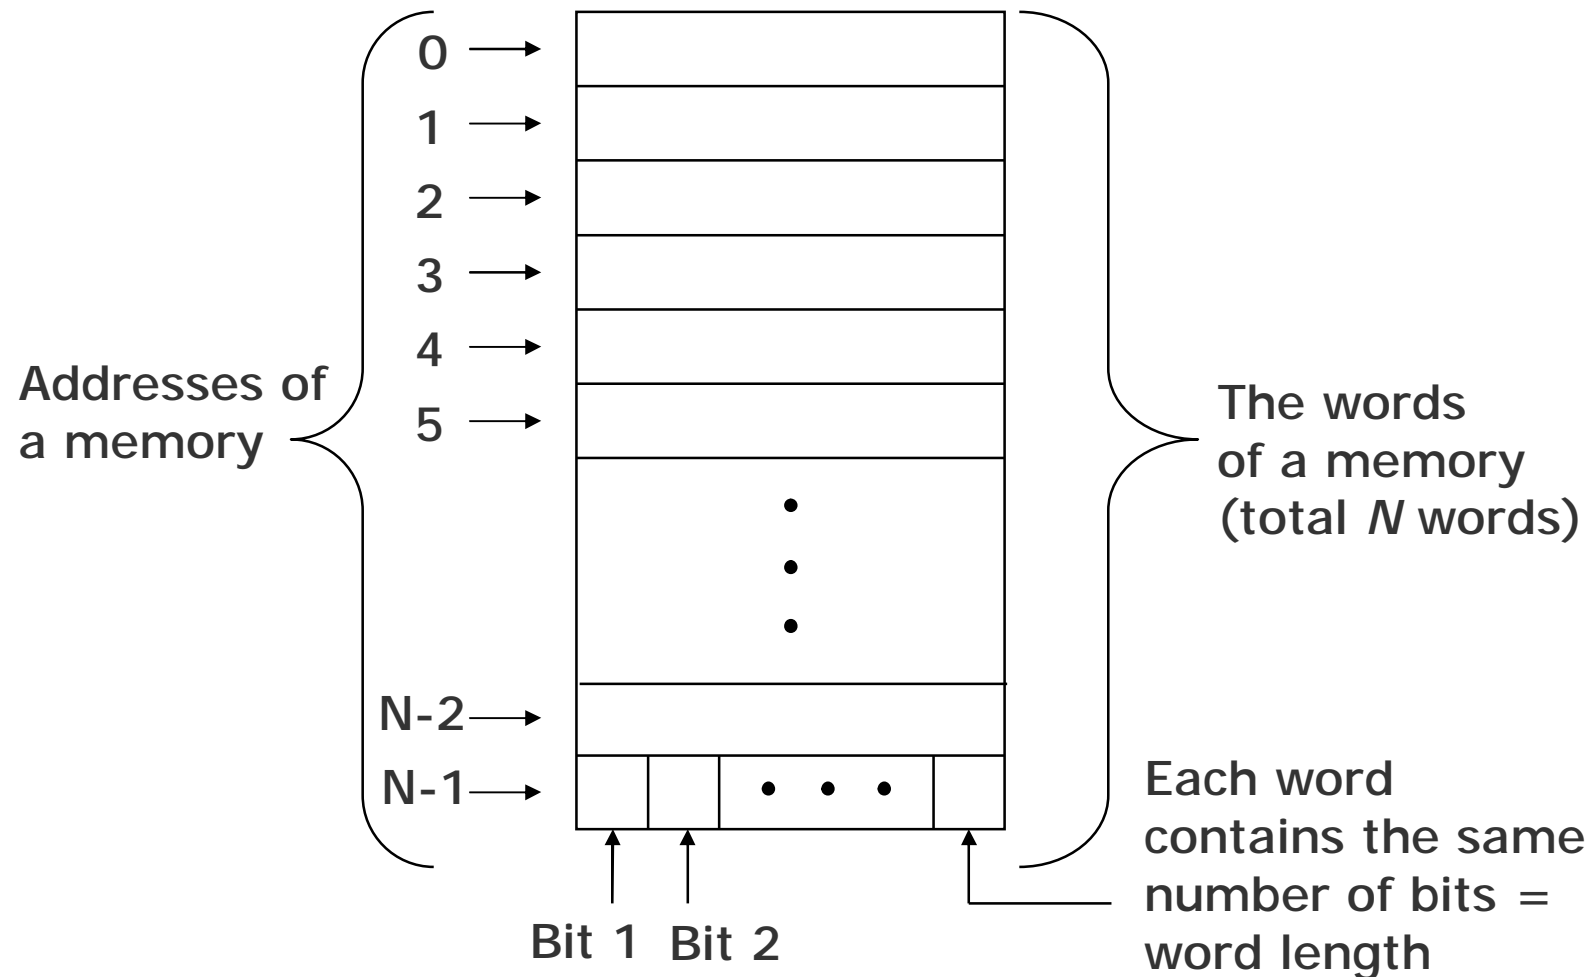 0
1
2
3
4
5
N-2
N-1
Addresses of
a memory
The words
of a memory
(total N words)
Each word
contains the same
number of bits =
word length
Bit 1
Bit 2